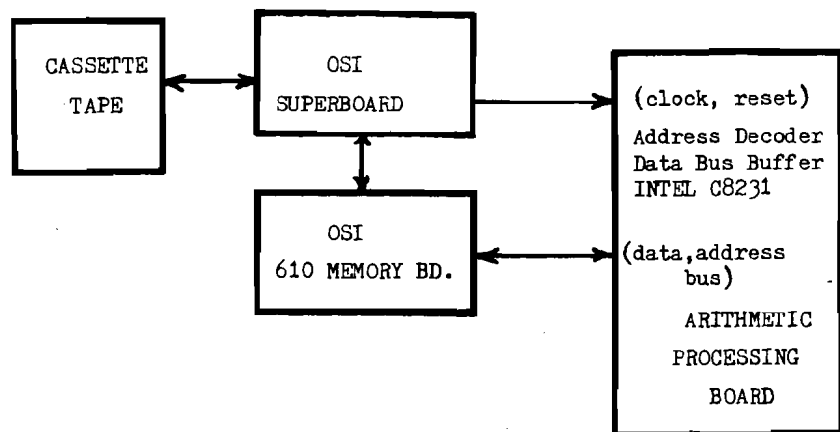 CASSETTE
TAPE
OSI
SUPERBOARD
OSI
610 MEMORY BD.
(clock, reset)
Address Decoder
Data Bus Buffer
INTEL C8231
(data,address
bus)
ARITHMETIC
PROCESSING
BOARD